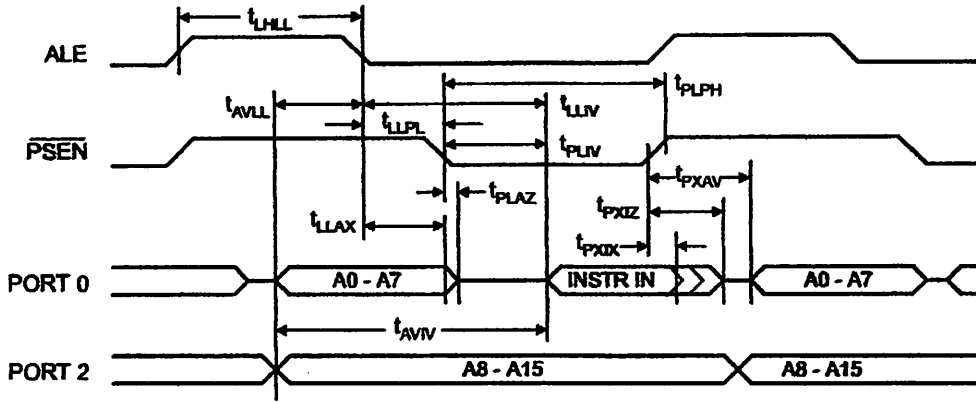 tLHLL
ALE
tPLPH
tAVLL
tLLIV
tLLPL
PSEN
tPLIV
tPXAV
tPLAZ
tPXIZ
tLLAX
tPXIX
PORT 0
A0 - A7
INSTR IN
A0 - A7
tAVIV
PORT 2
A8 - A15
A8 - A15